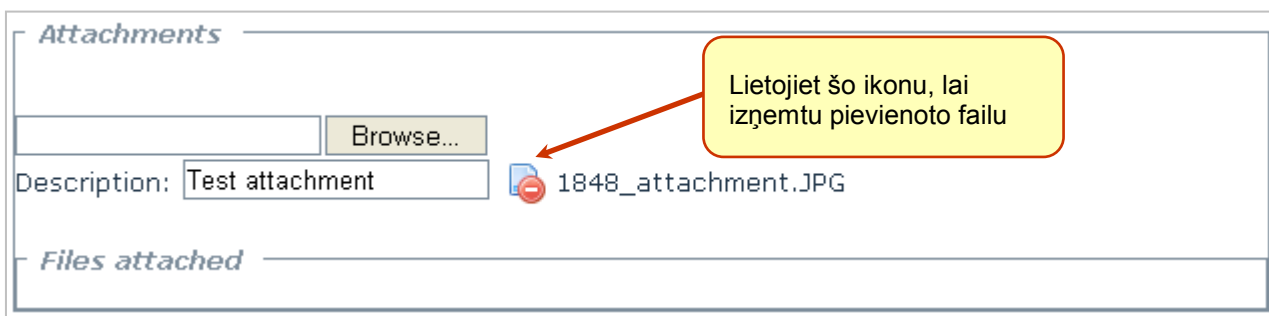 Attachments
Lietojiet šo ikonu, lai
izņemtu pievienoto failu
Browse...
Description: Test attachment 1848_attachment.JPG
Files attached